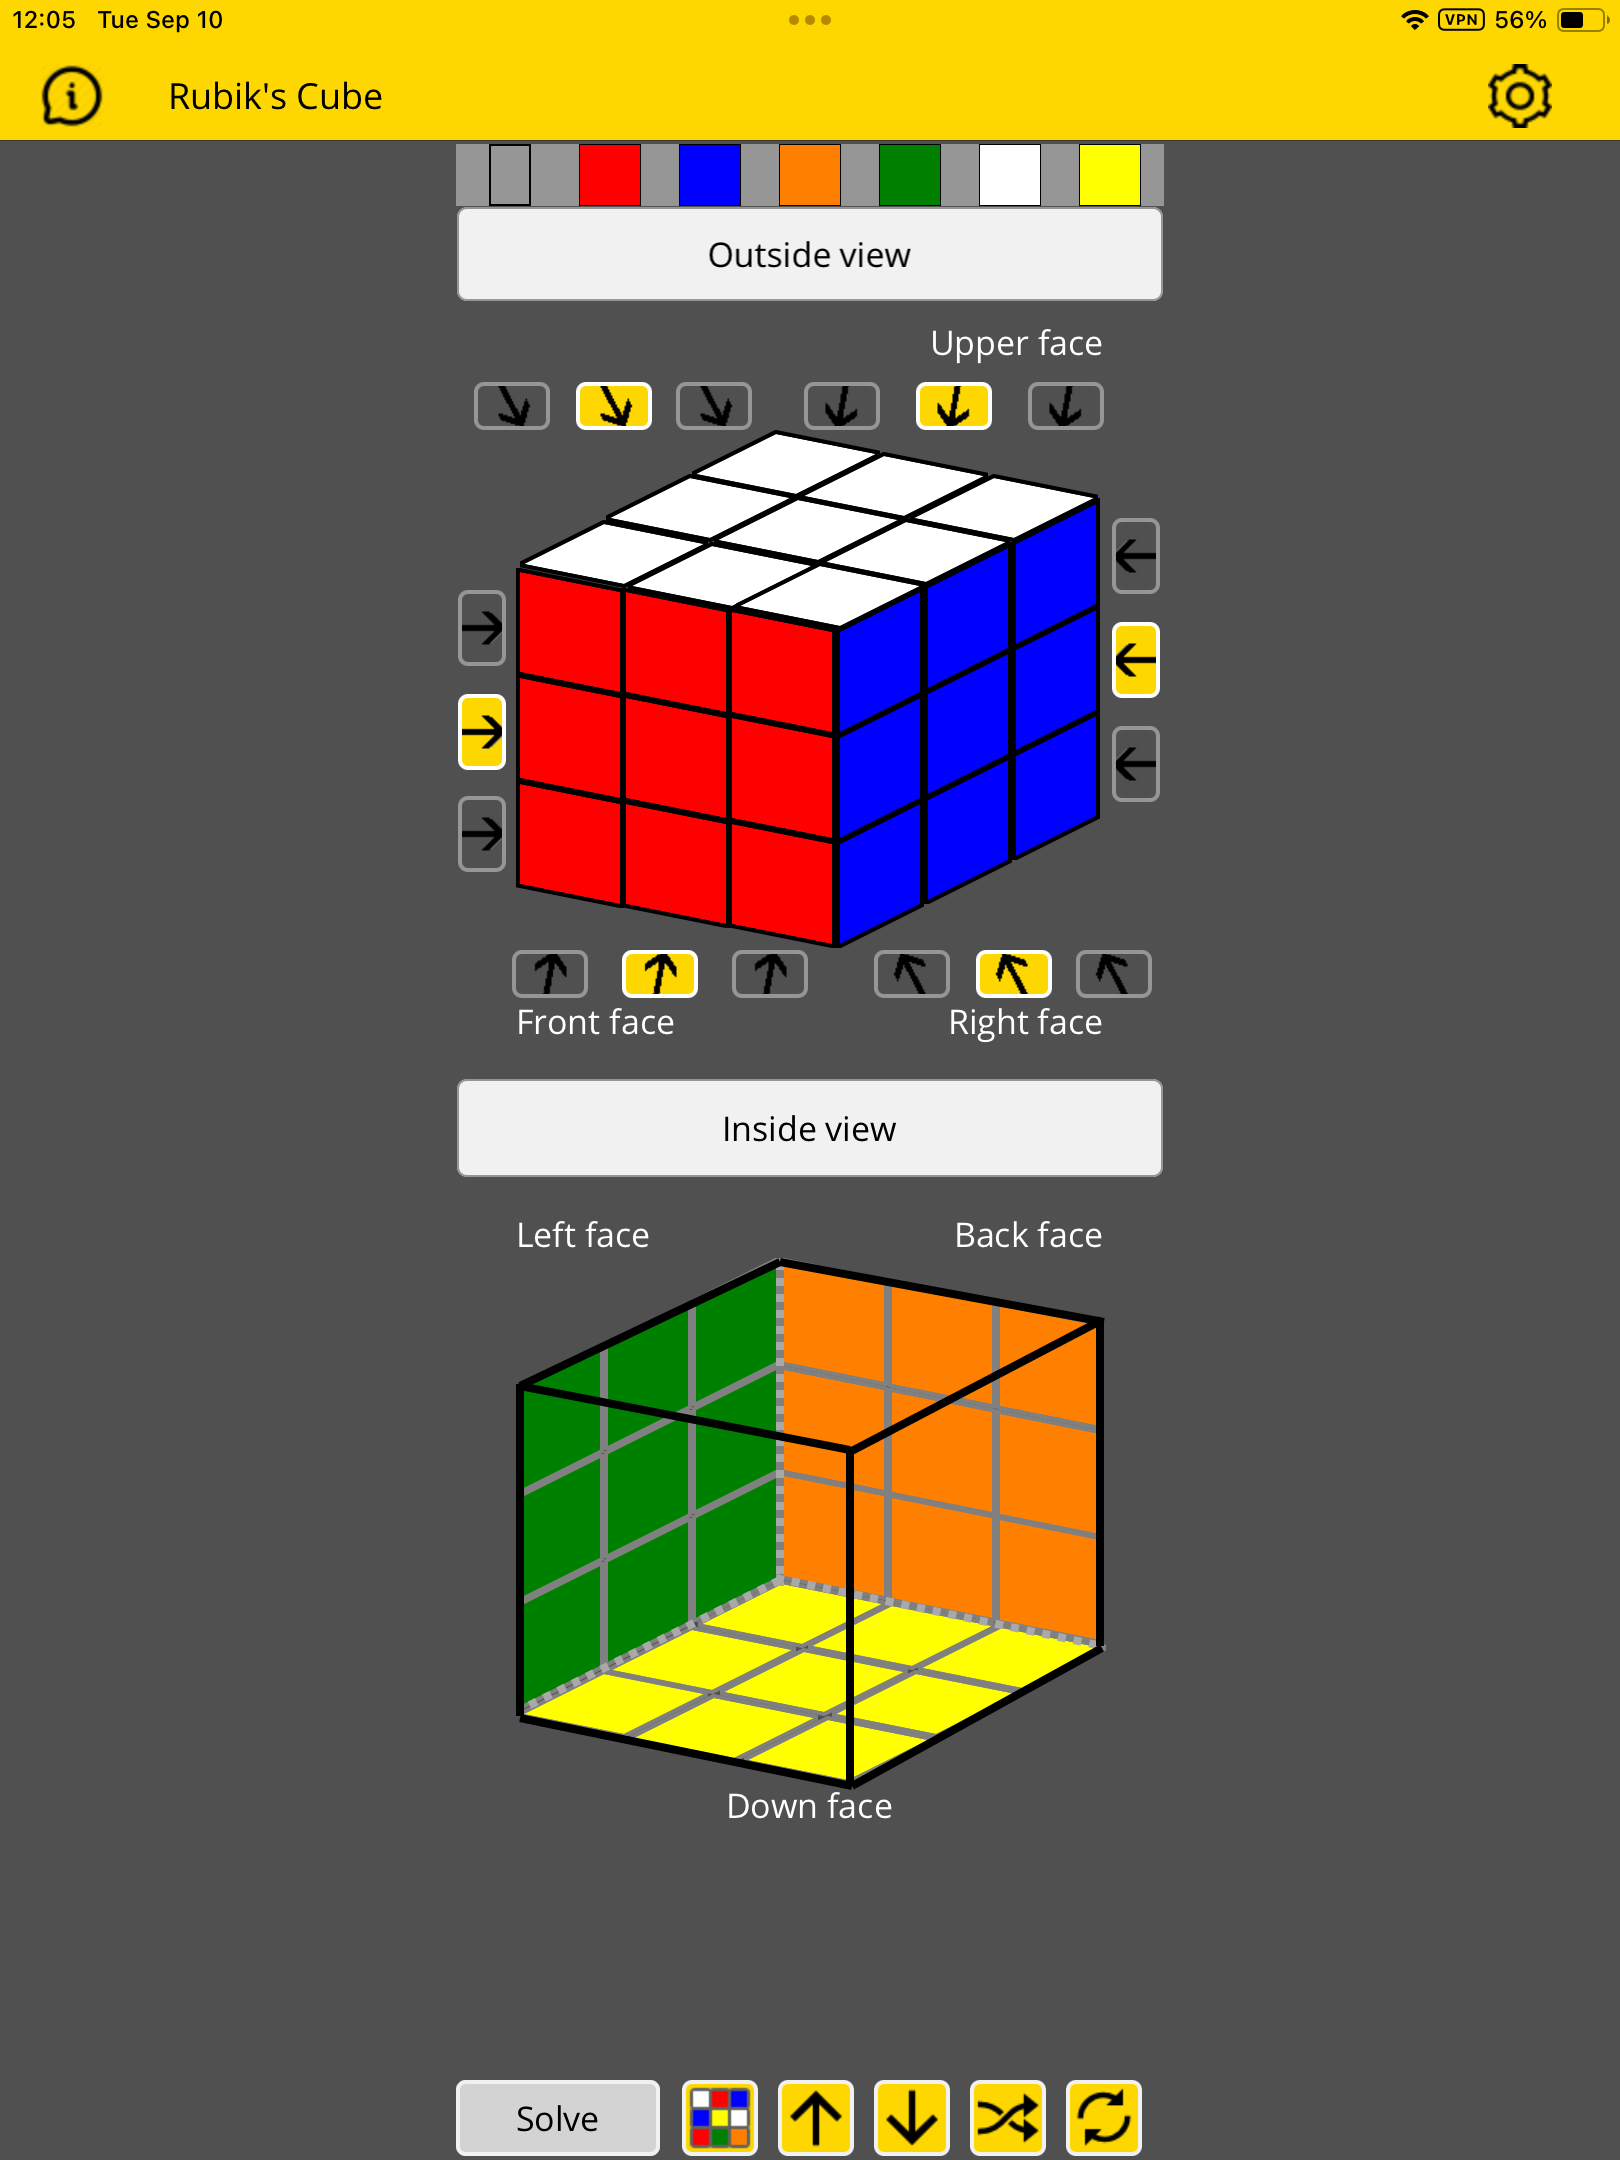 12:05 Tue Sep 10
VPN 56%
Rubik's Cube
Outside view
Upper face
Front face
Right face
Inside view
Left face
Back face
Down face
Solve